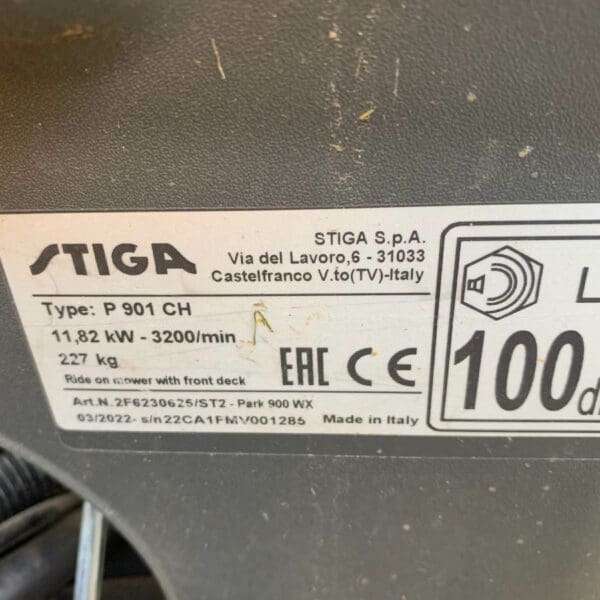 STIGA
STIGA S.p.A.
Via del Lavoro,6 - 31033
Castelfranco V.to(TV)-Italy
Type: P 901 CH
11,82 kW - 3200/min
227 kg
Ride on mower with front deck
EAC CE
Art.N.2F6230625/ST2 - Park 900 WX
03/2022- s/n22CA1FMV001285 Made in Italy
L
100d